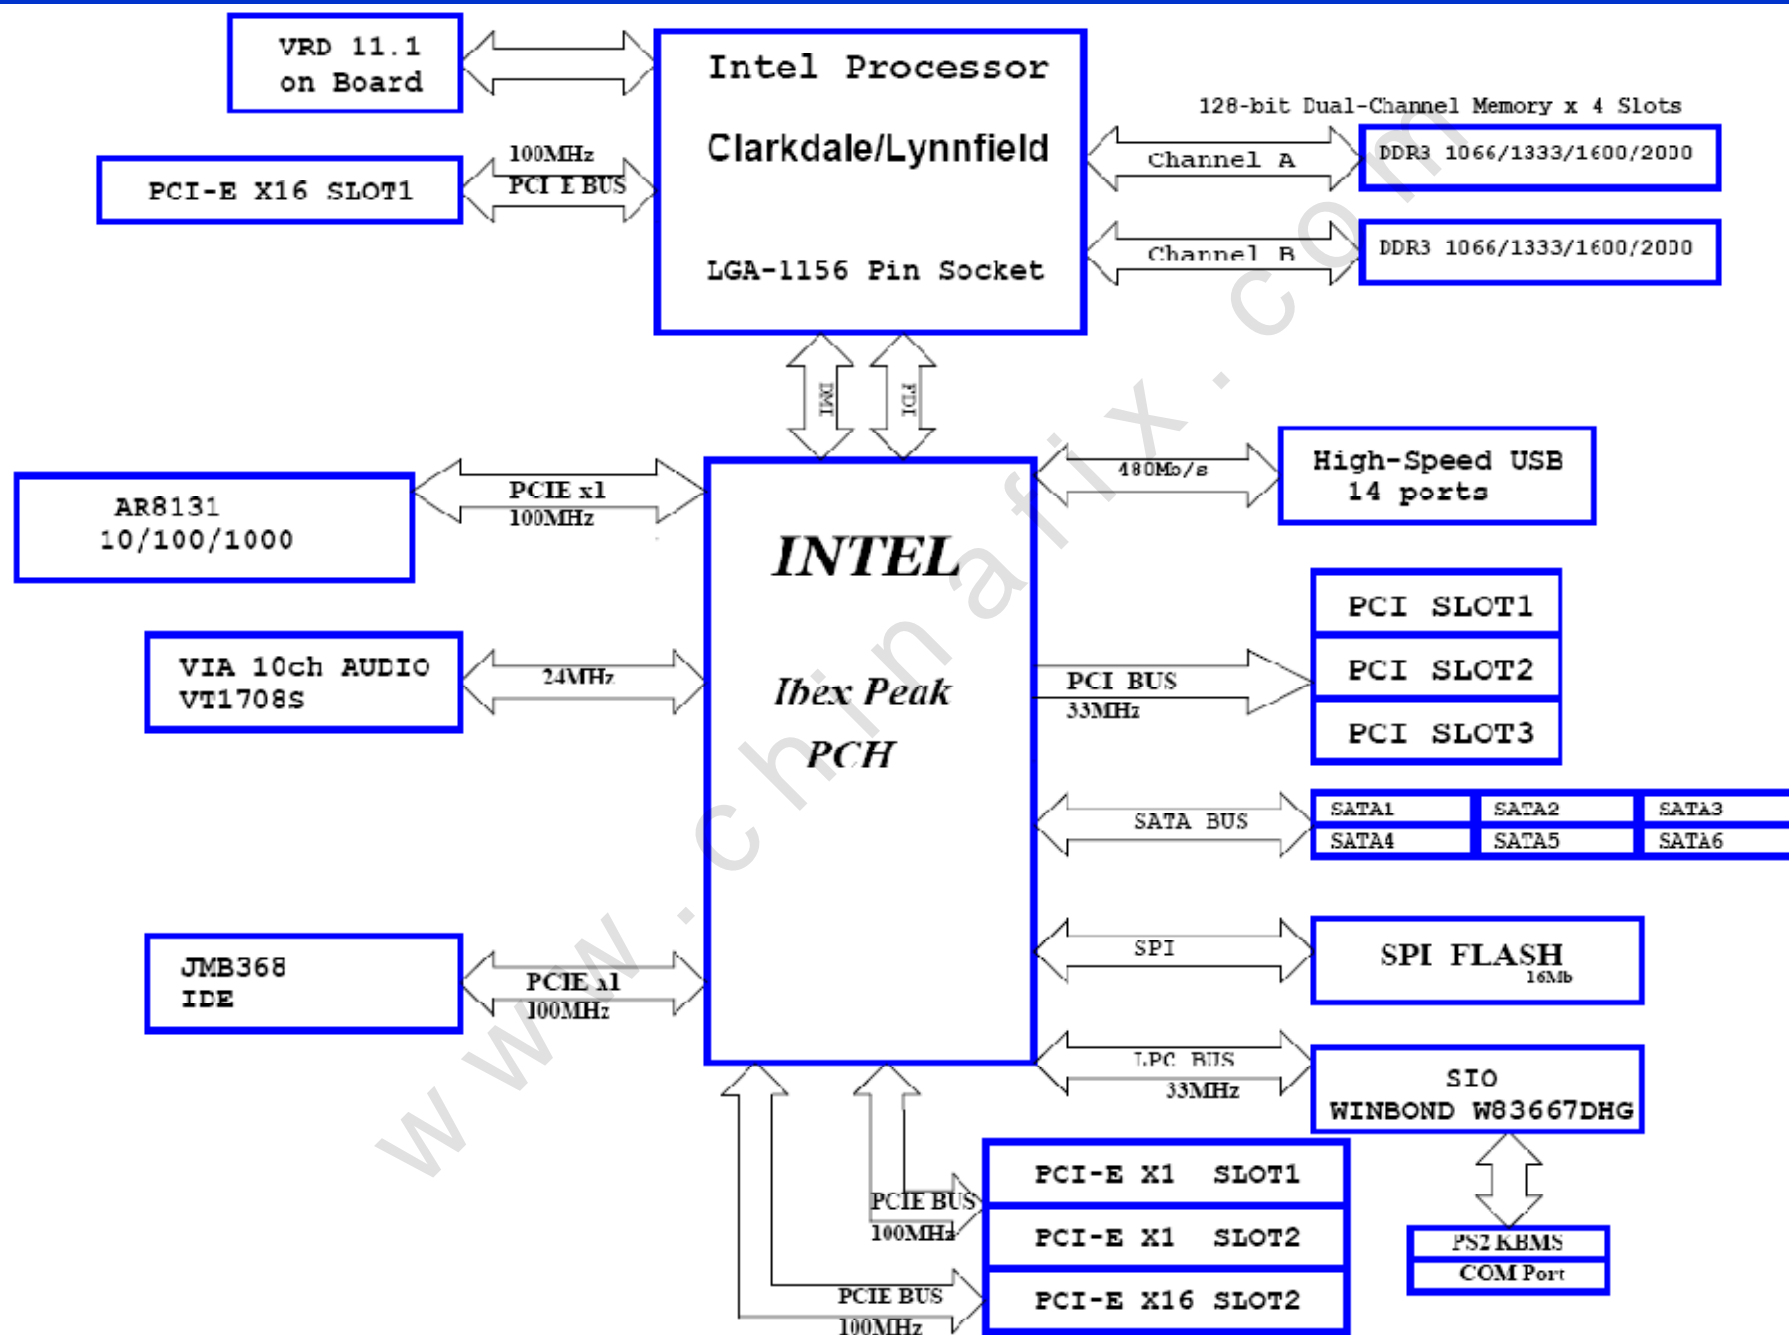 VRD 11.1
on Board
Intel Processor
Clarkdale/Lynnfield
LGA-1156 Pin Socket
128-bit Dual-Channel Memory x 4 Slots
Channel A
DDR3 1066/1333/1600/2000
Channel B
DDR3 1066/1333/1600/2000
100MHz
PCI E BUS
PCI-E X16 SLOT1
DMI
FDI
AR8131
10/100/1000
PCIE x1
100MHz
480Mb/s
High-Speed USB
14 ports
INTEL
Ibex Peak
PCH
VIA 10ch AUDIO
VT1708S
24MHz
PCI BUS
33MHz
PCI SLOT1
PCI SLOT2
PCI SLOT3
SATA BUS
SATA1 SATA2 SATA3
SATA4 SATA5 SATA6
JMB368
IDE
PCIE x1
100MHz
SPI
SPI FLASH
16Mb
LPC BUS
33MHz
SIO
WINBOND W83667DHG
PS2 KBMS
COM Port
PCIE BUS
100MHz
PCI-E X1 SLOT1
PCI-E X1 SLOT2
PCIE BUS
100MHz
PCI-E X16 SLOT2
www.chinafix.com